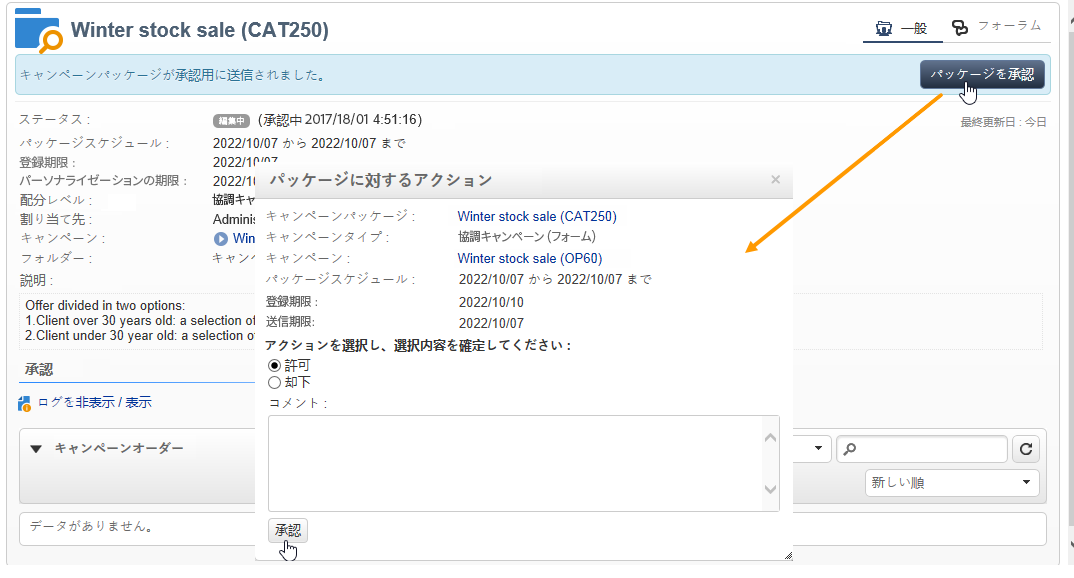 Winter stock sale (CAT250)
一般
フォーラム
キャンペーンパッケージが承認用に送信されました。
パッケージを承認
ステータス :
編集中 (承認中 2017/18/01 4:51:16)
最終更新日 : 今日
パッケージスケジュール :
2022/10/07 から 2022/10/07 まで
登録期限 :
2022/10/07
パーソナライゼーションの期限 :
2022/1
配分レベル :
協調キャ
割り当て先 :
Adminis
キャンペーン :
Win
フォルダー :
キャン
説明 :
Offer divided in two options:
1.Client over 30 years old: a selection of
2.Client under 30 year old: a selection of
承認
ログを非表示 / 表示
キャンペーンオーダー
新しい順
データがありません。
パッケージに対するアクション
×
キャンペーンパッケージ :
Winter stock sale (CAT250)
キャンペーンタイプ :
協調キャンペーン (フォーム)
キャンペーン :
Winter stock sale (OP60)
パッケージスケジュール :
2022/10/07 から 2022/10/07 まで
登録期限 :
2022/10/10
送信期限:
2022/10/07
アクションを選択し、選択内容を確定してください :
許可
却下
コメント :
承認